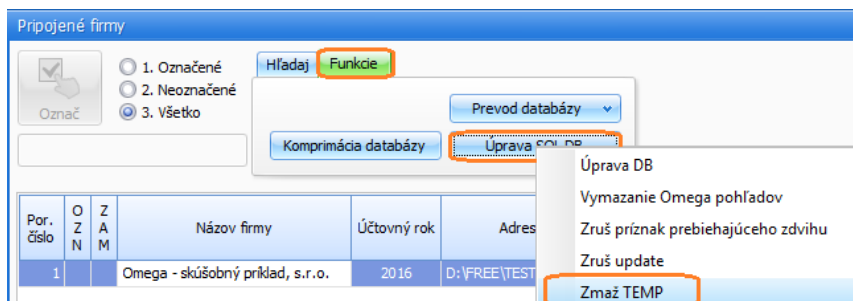 Pripojené firmy
Označ
1. Označené
2. Neoznačené
3. Všetko
Hľadaj
Funkcie
Prevod databázy
Komprimácia databázy
Úprava SQL DB
Úprava DB
Vymazanie Omega pohľadov
Zruš príznak prebiehajúceho zdvihu
Zruš update
Zmaž TEMP
Por. číslo
O Z N
Z A M
Názov firmy
Účtovný rok
Adres
1
Omega - skúšobný príklad, s.r.o.
2016
D:\FREE\TEST